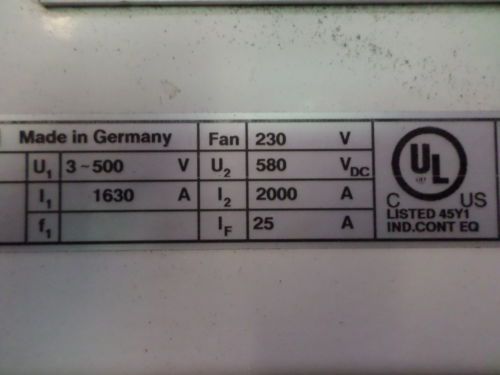 Made in Germany Fan 230 V
U1 3~500 V U2 580 VDC
I1 1630 A I2 2000 A
f1 IF 25 A
UL
LISTED
C US
LISTED 45Y1
IND.CONT EQ